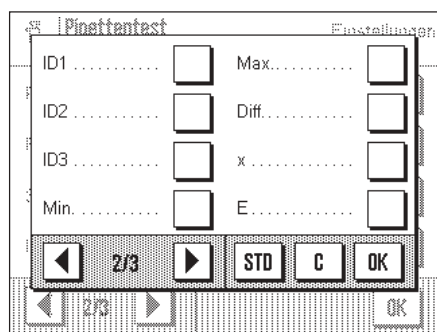 Pipettentest Einstellungen
ID1 ........... Max...........
ID2 ........... Diff............
ID3 ........... x .............
Min............ E.............
2/3 STD C OK
2/3 OK